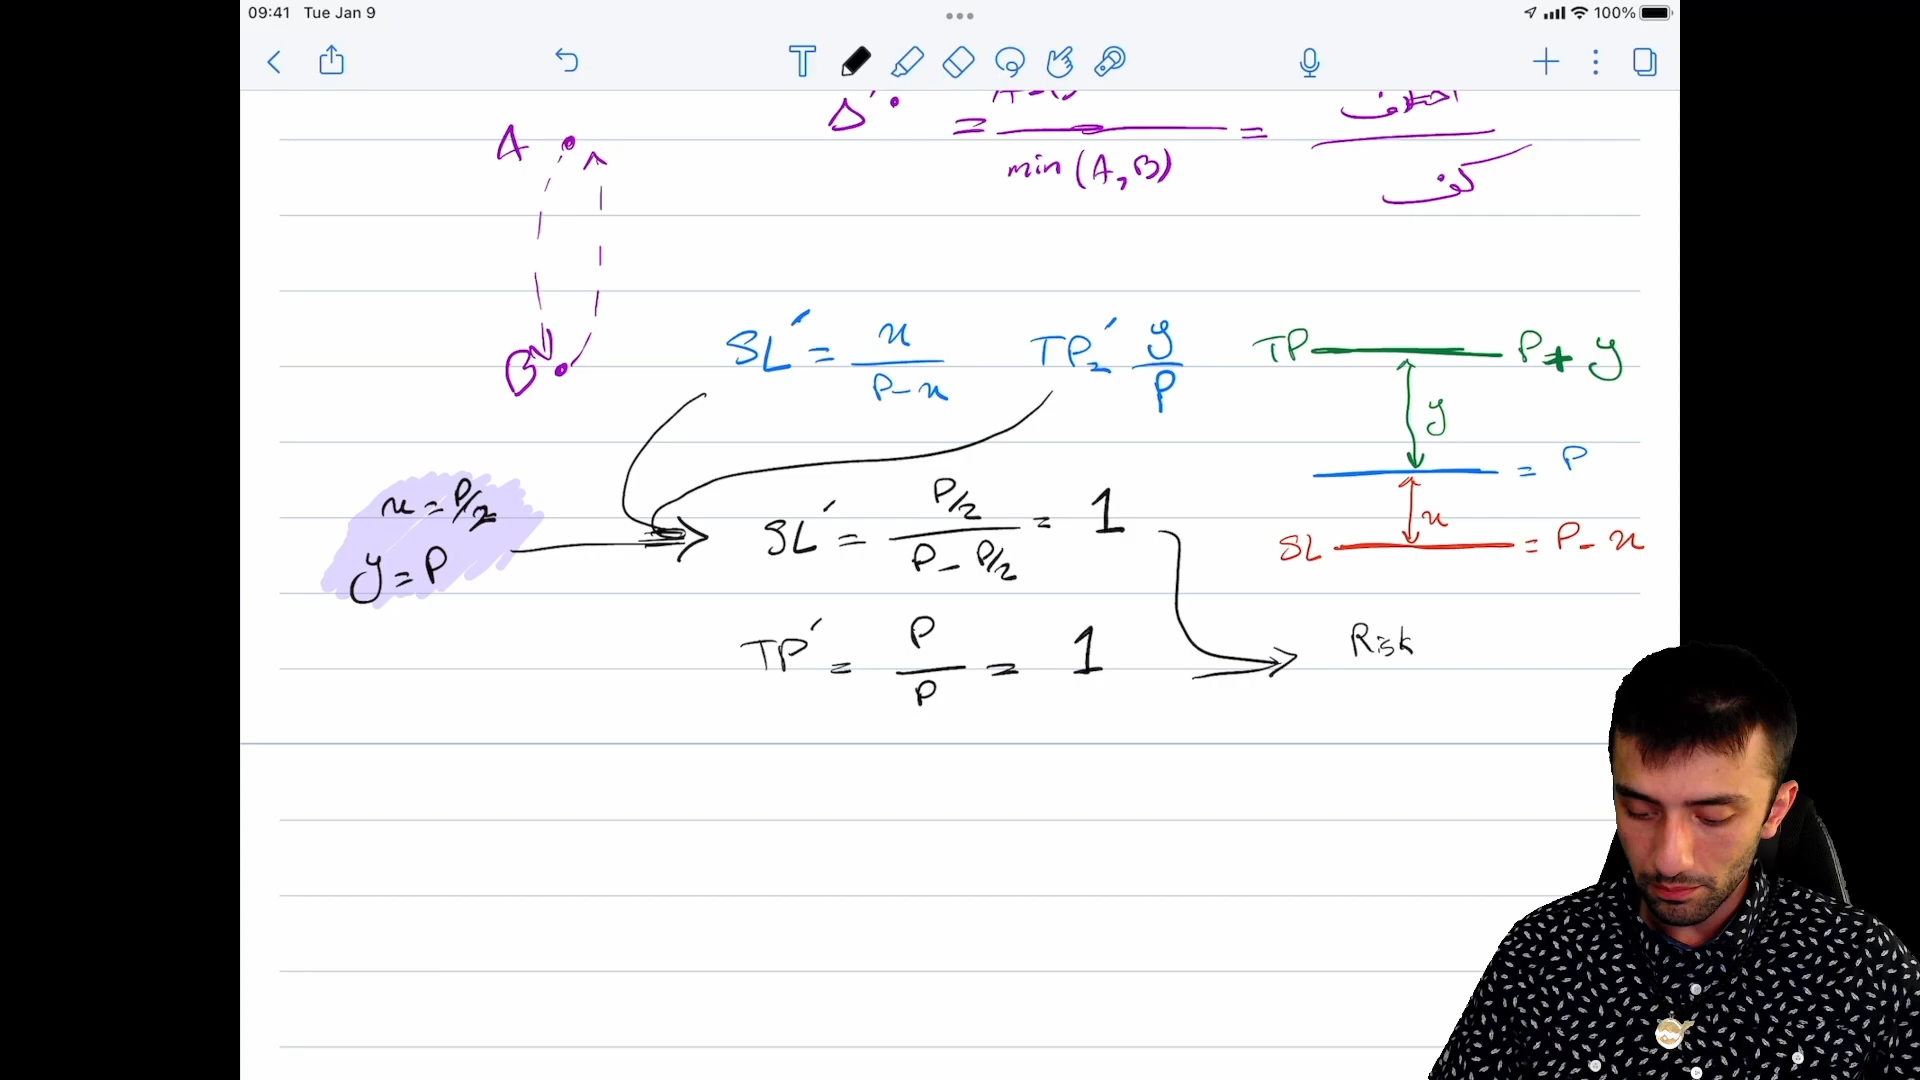 09:41 Tue Jan 9
100%
Δ' = / min (A, B) = / کف
A
B
SL' = x / P - x
TP' = y / P
TP P + y
y
= P
x
SL = P - x
x = P/2
y = P
SL' = P/2 / P - P/2 = 1
TP' = P / P = 1
Risk